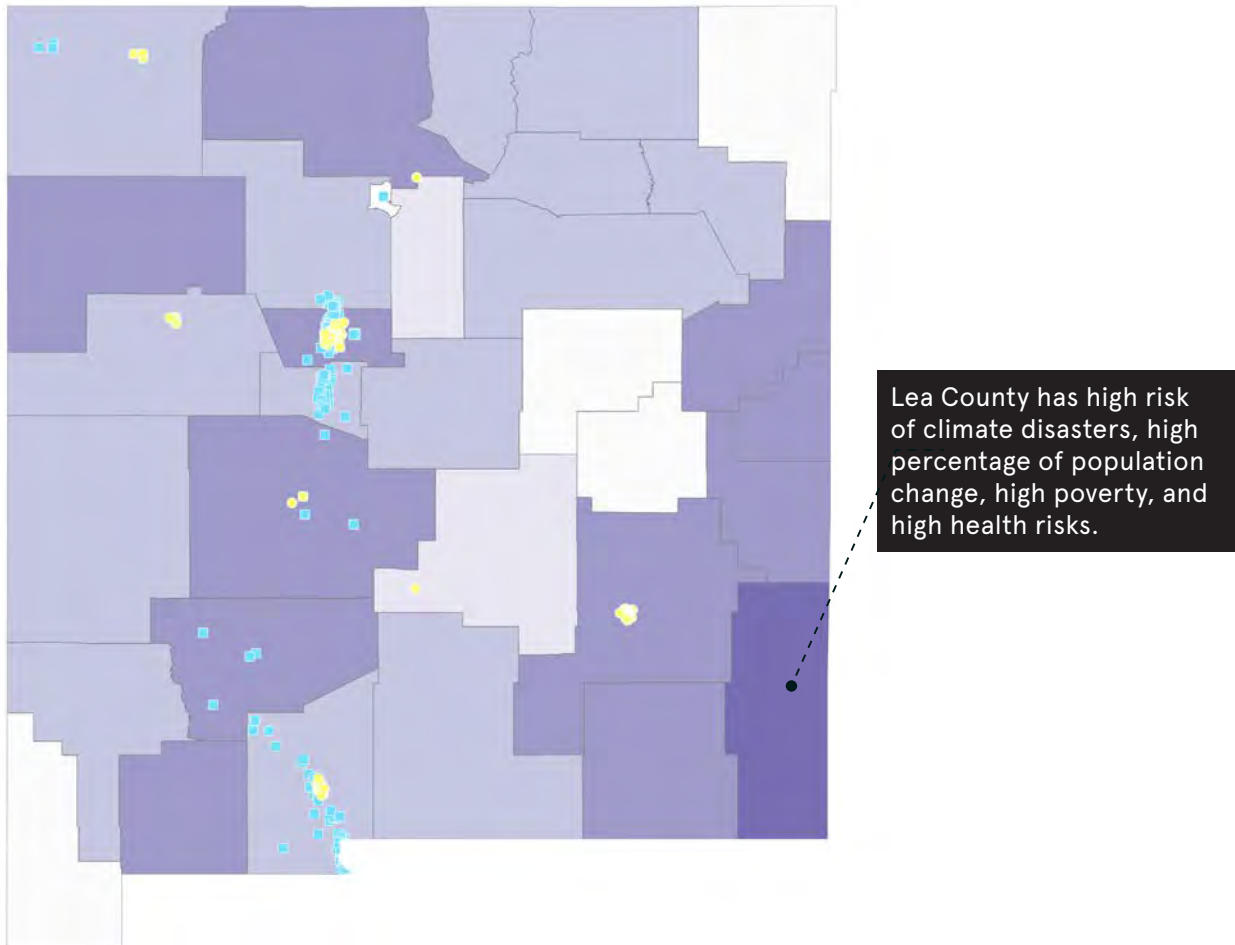 Lea County has high risk
of climate disasters, high
percentage of population
change, high poverty, and
high health risks.